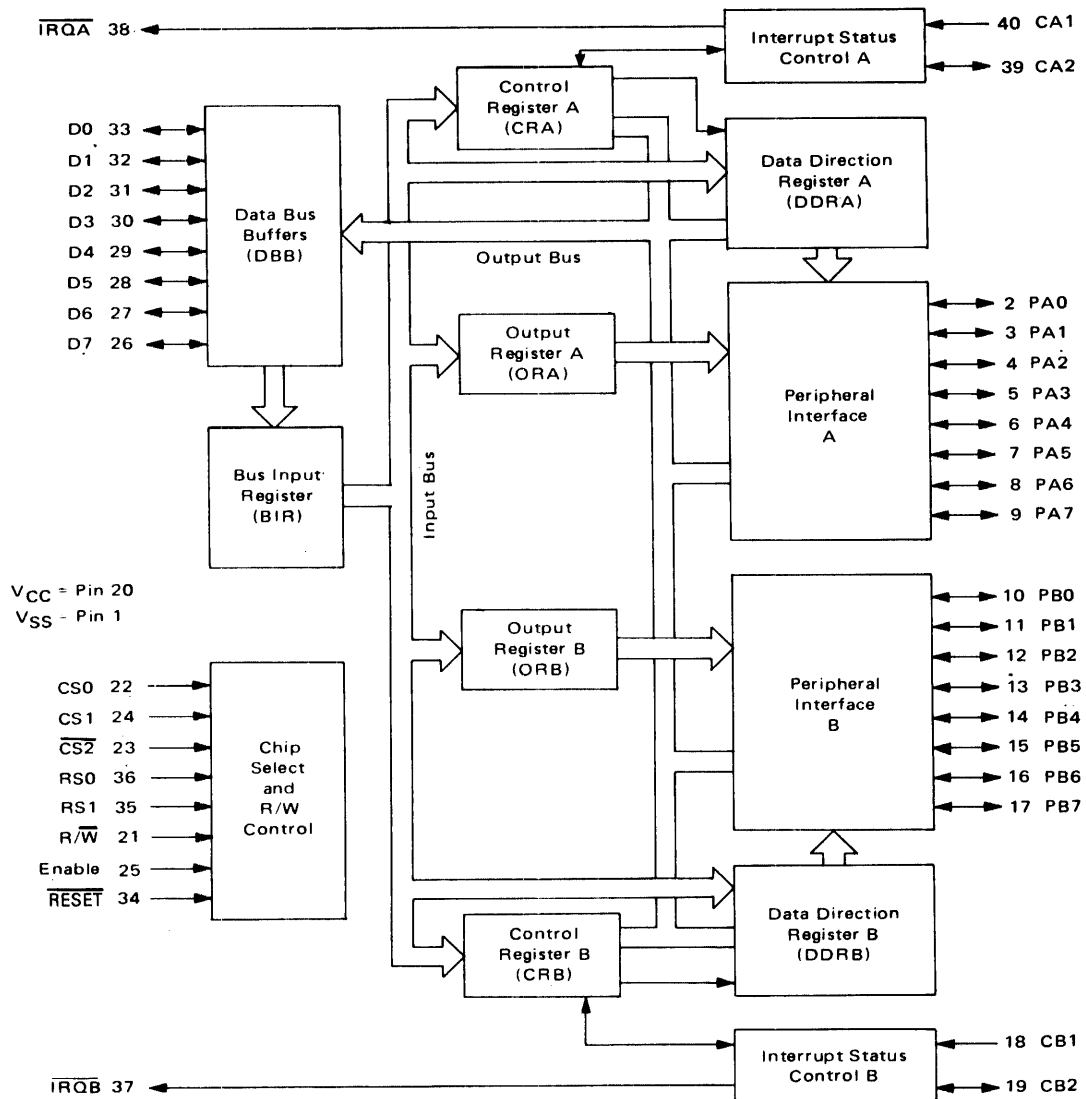 IRQA 38
Interrupt Status
Control A
40 CA1
39 CA2
Control
Register A
(CRA)
D0 33
D1 32
D2 31
D3 30
D4 29
D5 28
D6 27
D7 26
Data Bus
Buffers
(DBB)
Data Direction
Register A
(DDRA)
Output Bus
Output
Register A
(ORA)
Peripheral
Interface
A
2 PA0
3 PA1
4 PA2
5 PA3
6 PA4
7 PA5
8 PA6
9 PA7
Bus Input
Register
(BIR)
Input Bus
VCC = Pin 20
VSS - Pin 1
Output
Register B
(ORB)
Peripheral
Interface
B
10 PB0
11 PB1
12 PB2
13 PB3
14 PB4
15 PB5
16 PB6
17 PB7
CS0 22
CS1 24
CS2 23
RS0 36
RS1 35
R/W 21
Enable 25
RESET 34
Chip
Select
and
R/W
Control
Control
Register B
(CRB)
Data Direction
Register B
(DDRB)
Interrupt Status
Control B
18 CB1
19 CB2
IRQB 37